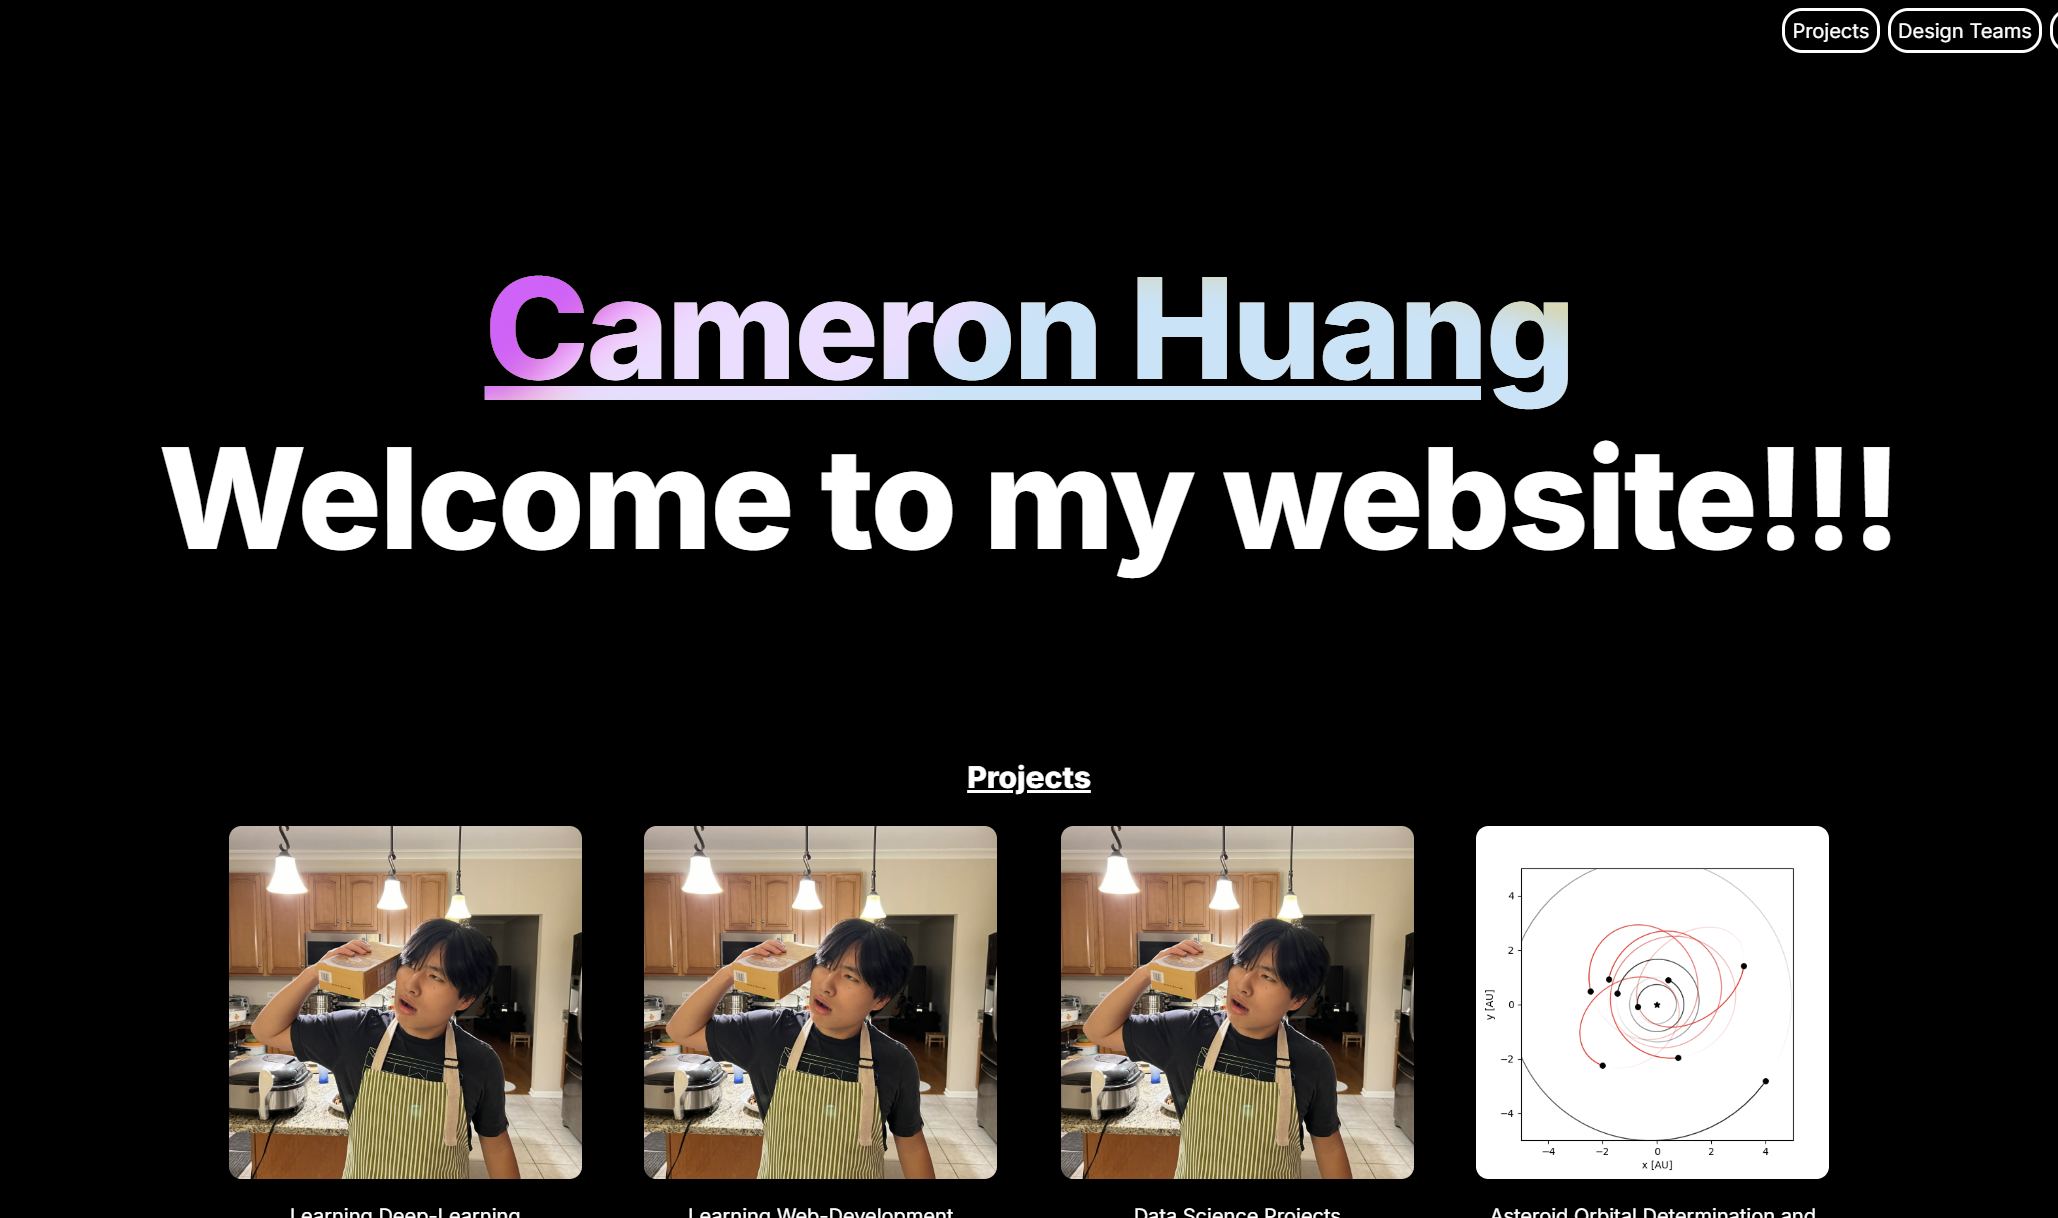 Projects Design Teams
Cameron Huang
Welcome to my website!!!
Projects
4
2
0
−2
−4
y [AU]
−4 −2 0 2 4
x [AU]
Learning Deep-Learning Learning Web-Development Data Science Projects Asteroid Orbital Determination and